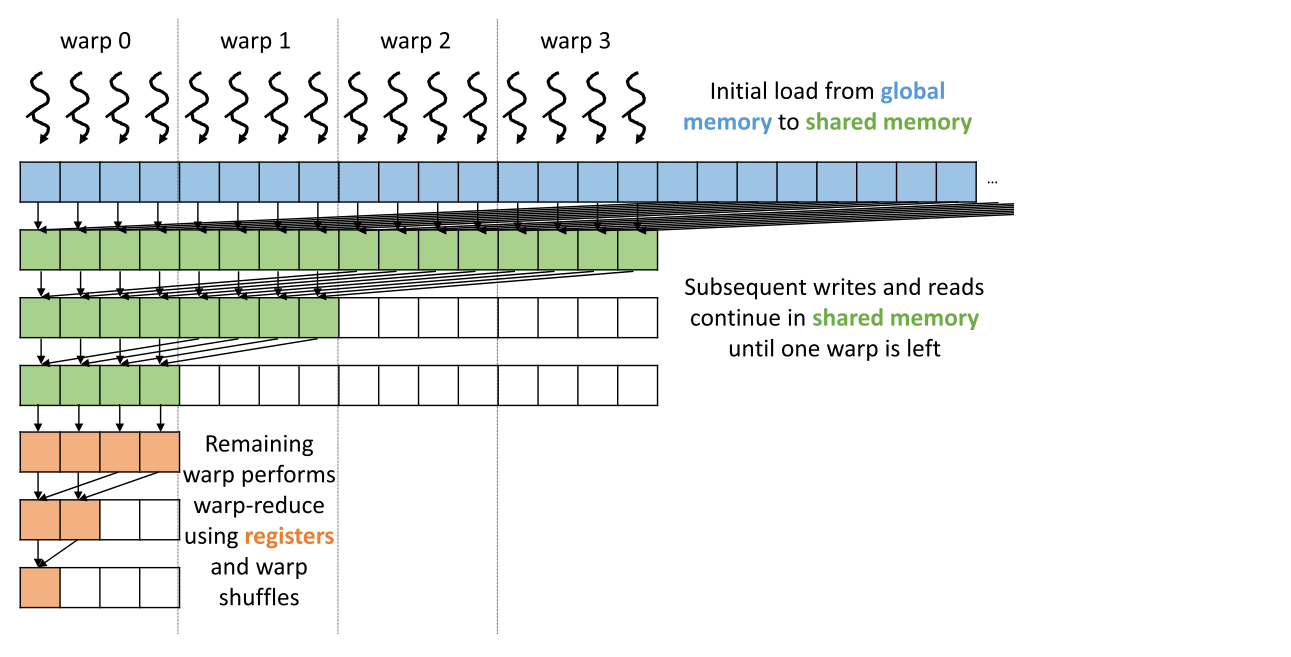 warp 0
warp 1
warp 2
warp 3
Initial load from global
memory to shared memory
...
Subsequent writes and reads
continue in shared memory
until one warp is left
Remaining
warp performs
warp-reduce
using registers
and warp
shuffles